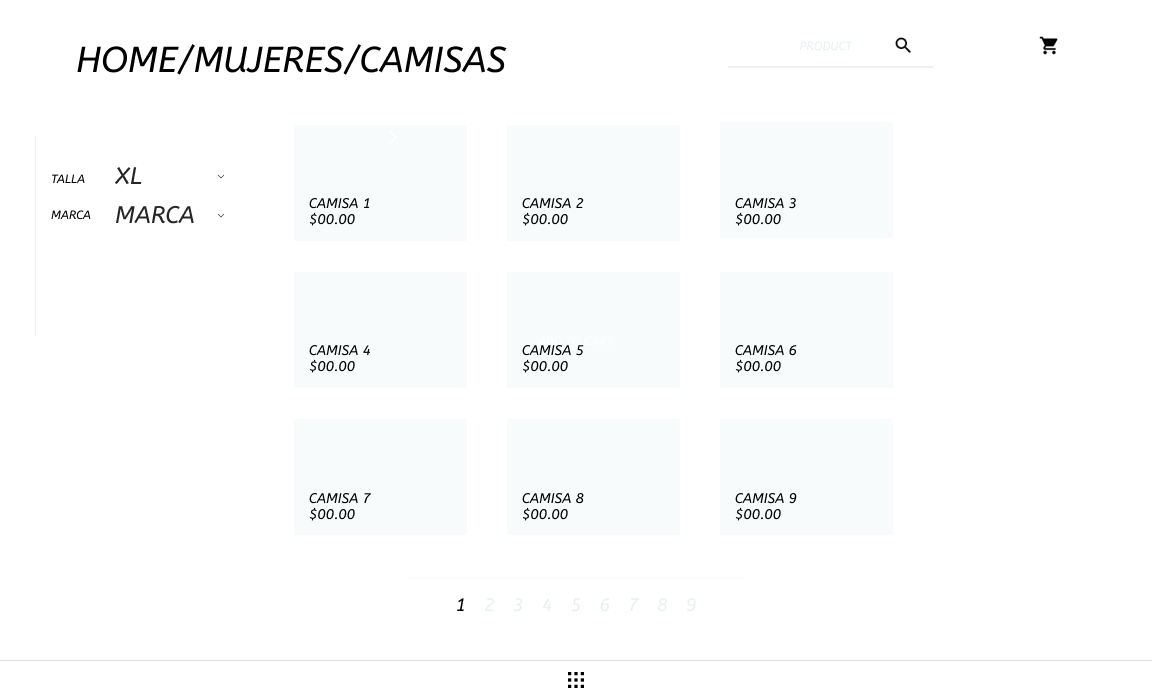 HOME/MUJERES/CAMISAS
PRODUCT
TALLA XL
MARCA MARCA
CAMISA 1
$00.00
CAMISA 2
$00.00
CAMISA 3
$00.00
CAMISA 4
$00.00
CAMISA 5
$00.00
CAMISA 6
$00.00
CAMISA 7
$00.00
CAMISA 8
$00.00
CAMISA 9
$00.00
1 2 3 4 5 6 7 8 9